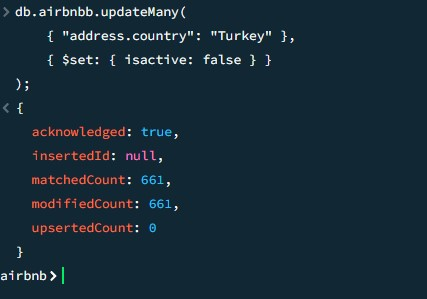 > db.airbnbb.updateMany(
{ "address.country": "Turkey" },
{ $set: { isactive: false } }
);
< {
acknowledged: true,
insertedId: null,
matchedCount: 661,
modifiedCount: 661,
upsertedCount: 0
}
airbnb>